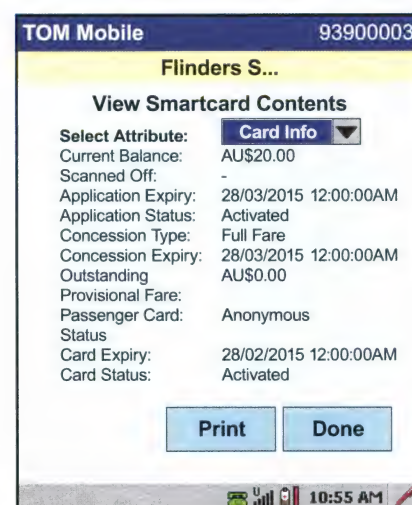 TOM Mobile 93900003
Flinders S...
View Smartcard Contents
Select Attribute: Card Info
Current Balance: AU$20.00
Scanned Off: -
Application Expiry: 28/03/2015 12:00:00AM
Application Status: Activated
Concession Type: Full Fare
Concession Expiry: 28/03/2015 12:00:00AM
Outstanding AU$0.00
Provisional Fare:
Passenger Card: Anonymous
Status
Card Expiry: 28/02/2015 12:00:00AM
Card Status: Activated
Print Done
U 10:55 AM